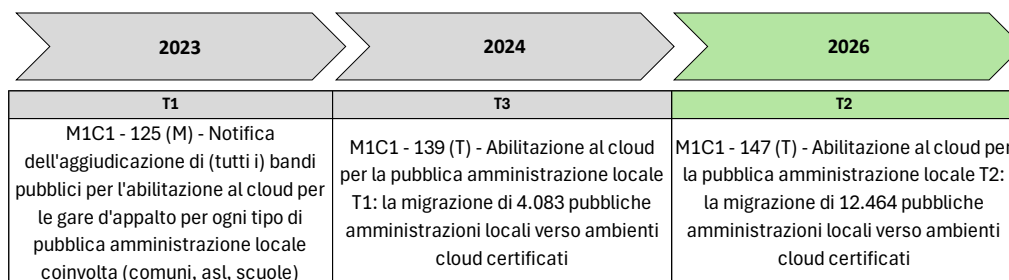 2023
2024
2026
T1
T3
T2
M1C1 - 125 (M) - Notifica
dell'aggiudicazione di (tutti i) bandi
pubblici per l'abilitazione al cloud per
le gare d'appalto per ogni tipo di
pubblica amministrazione locale
coinvolta (comuni, asl, scuole)
M1C1 - 139 (T) - Abilitazione al cloud
per la pubblica amministrazione locale
T1: la migrazione di 4.083 pubbliche
amministrazioni locali verso ambienti
cloud certificati
M1C1 - 147 (T) - Abilitazione al cloud per
la pubblica amministrazione locale T2:
la migrazione di 12.464 pubbliche
amministrazioni locali verso ambienti
cloud certificati